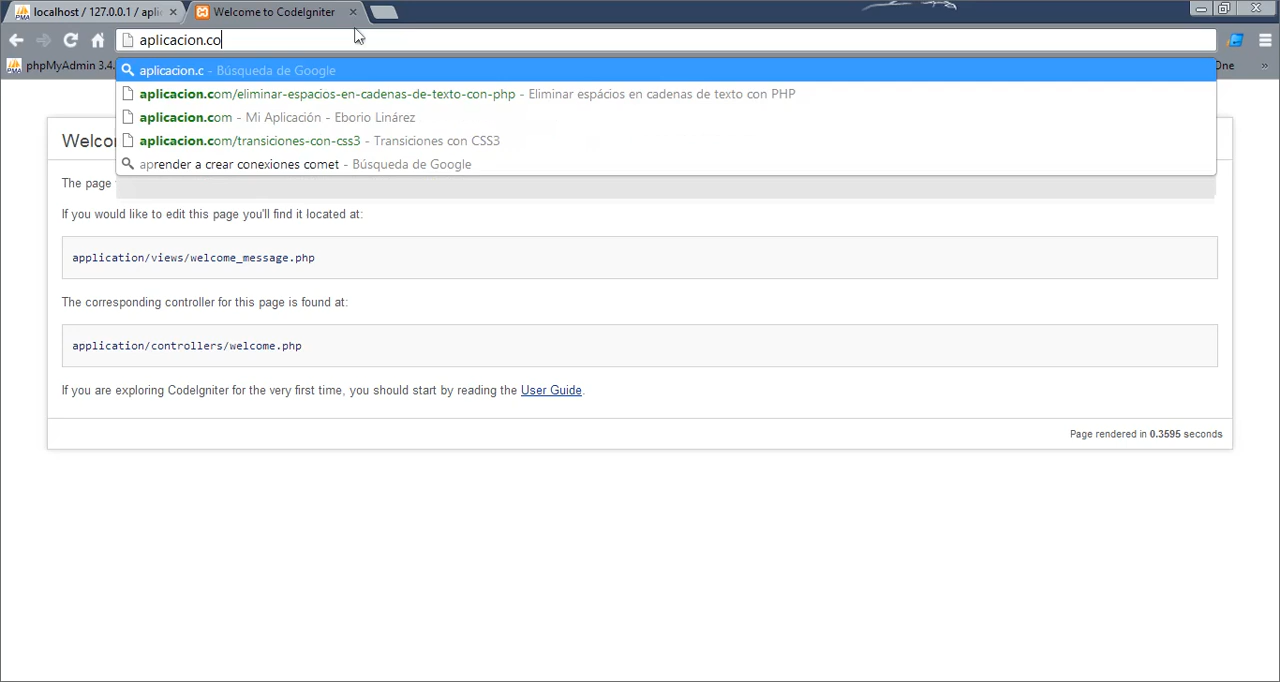 localhost / 127.0.0.1 / apli
Welcome to CodeIgniter
aplicacion.co
phpMyAdmin 3.4.
One
»
aplicacion.c - Búsqueda de Google
aplicacion.com/eliminar-espacios-en-cadenas-de-texto-con-php - Eliminar espácios en cadenas de texto con PHP
aplicacion.com - Mi Aplicación - Eborio Linárez
aplicacion.com/transiciones-con-css3 - Transiciones con CSS3
aprender a crear conexiones comet - Búsqueda de Google
Welco
The page
If you would like to edit this page you'll find it located at:
application/views/welcome_message.php
The corresponding controller for this page is found at:
application/controllers/welcome.php
If you are exploring CodeIgniter for the very first time, you should start by reading the User Guide.
Page rendered in 0.3595 seconds